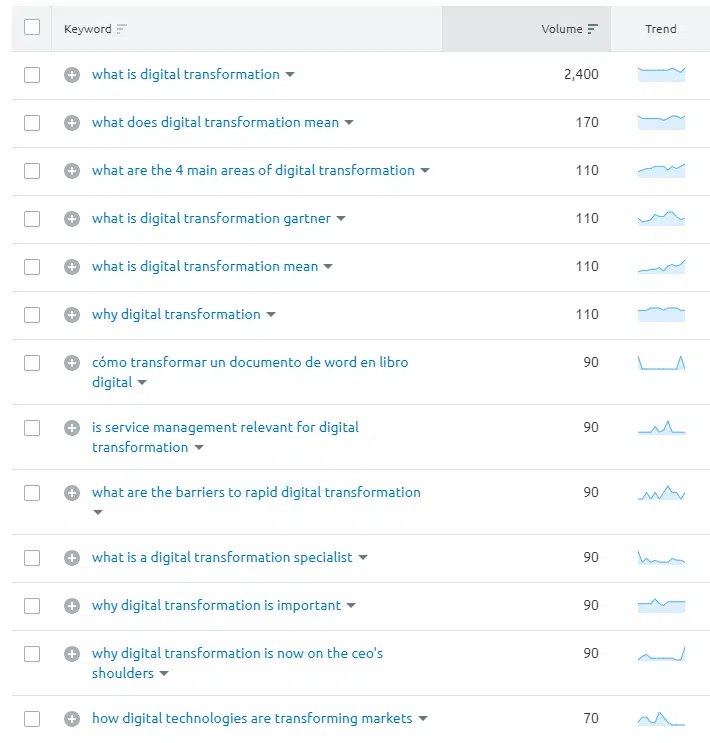 Keyword Volume Trend
what is digital transformation 2,400
what does digital transformation mean 170
what are the 4 main areas of digital transformation 110
what is digital transformation gartner 110
what is digital transformation mean 110
why digital transformation 110
cómo transformar un documento de word en libro 90
digital
is service management relevant for digital 90
transformation
what are the barriers to rapid digital transformation 90
what is a digital transformation specialist 90
why digital transformation is important 90
why digital transformation is now on the ceo's 90
shoulders
how digital technologies are transforming markets 70